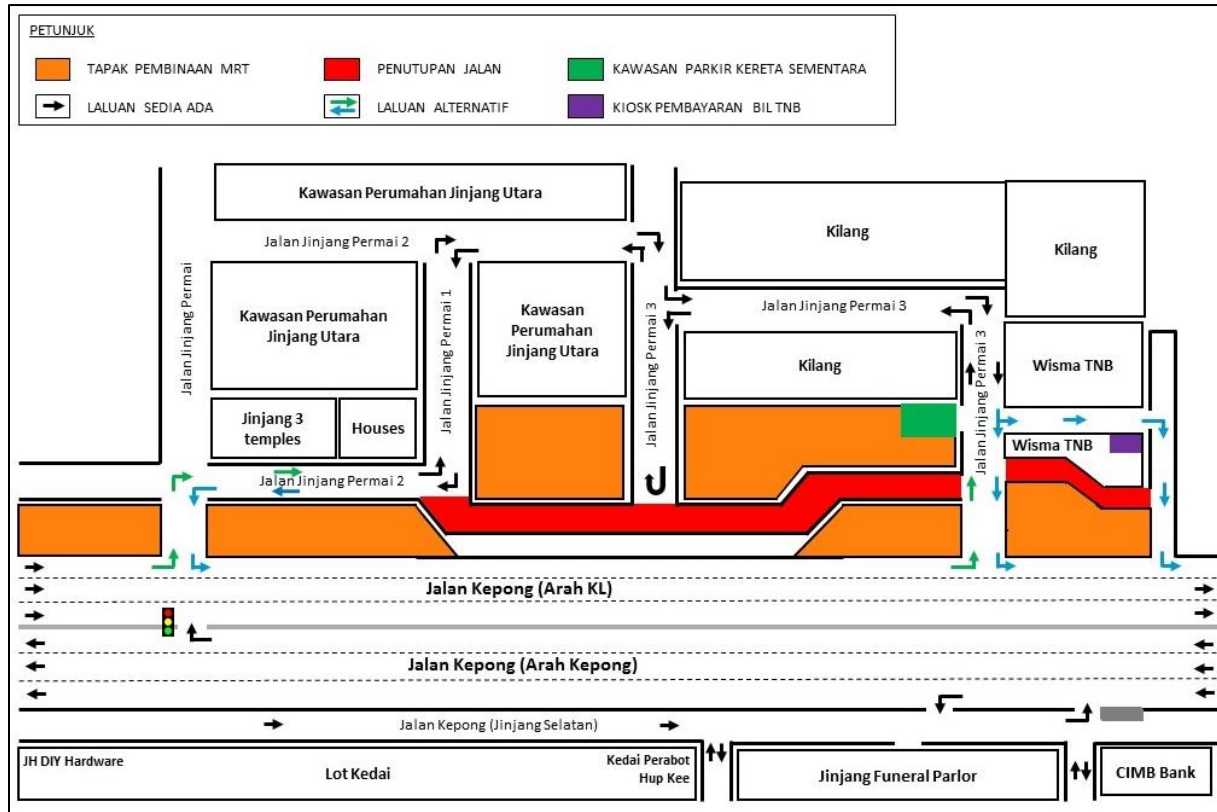 PETUNJUK
TAPAK PEMBINAAN MRT
PENUTUPAN JALAN
KAWASAN PARKIR KERETA SEMENTARA
LALUAN SEDIA ADA
LALUAN ALTERNATIF
KIOSK PEMBAYARAN BIL TNB
Kawasan Perumahan Jinjang Utara
Kilang
Kilang
Jalan Jinjang Permai 2
Jalan Jinjang Permai
Kawasan Perumahan
Jinjang Utara
Jalan Jinjang Permai 1
Kawasan
Perumahan
Jinjang Utara
Jalan Jinjang Permai 3
Jalan Jinjang Permai 3
Kilang
Jalan Jinjang Permai 3
Wisma TNB
Jinjang 3
temples
Houses
Wisma TNB
Jalan Jinjang Permai 2
Jalan Kepong (Arah KL)
Jalan Kepong (Arah Kepong)
Jalan Kepong (Jinjang Selatan)
JH DIY Hardware
Lot Kedai
Kedai Perabot
Hup Kee
Jinjang Funeral Parlor
CIMB Bank